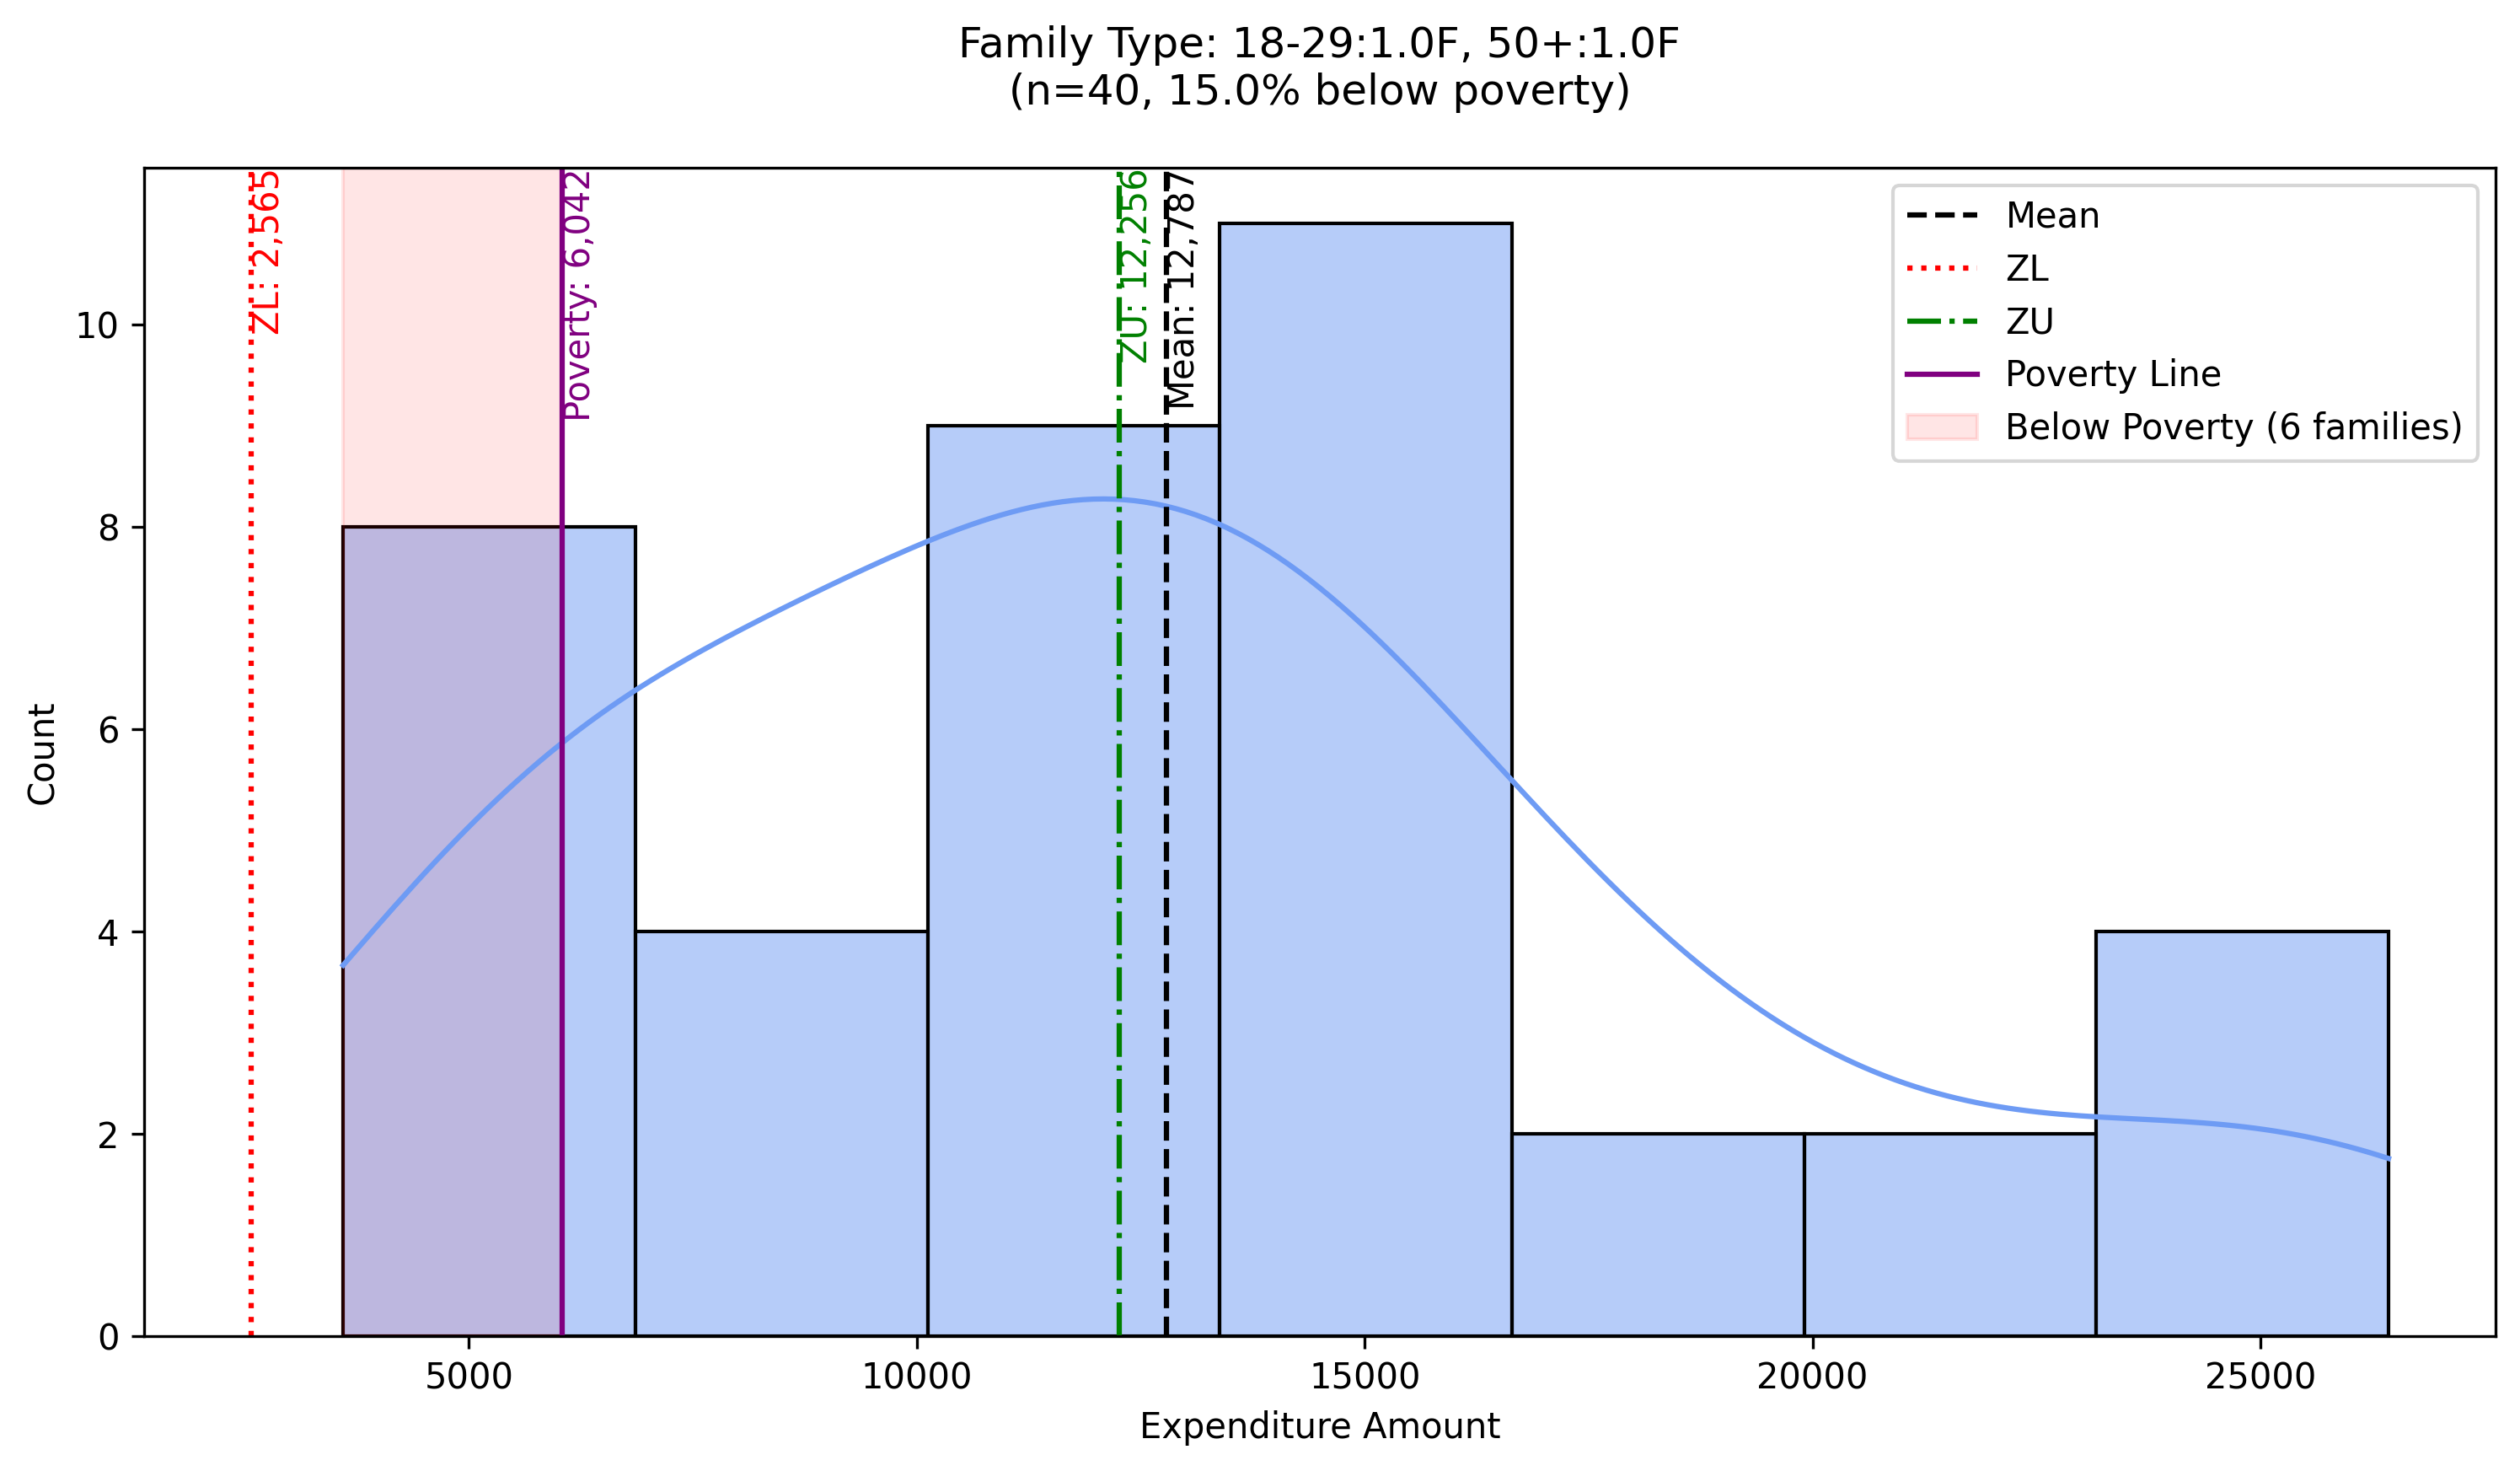 Family Type: 18-29:1.0F, 50+:1.0F
(n=40, 15.0% below poverty)
ZL: 2,565
Poverty: 6,042
ZU: 12,256
Mean: 12,787
Mean
ZL
ZU
Poverty Line
Below Poverty (6 families)
Count
10
8
6
4
2
0
5000
10000
15000
20000
25000
Expenditure Amount